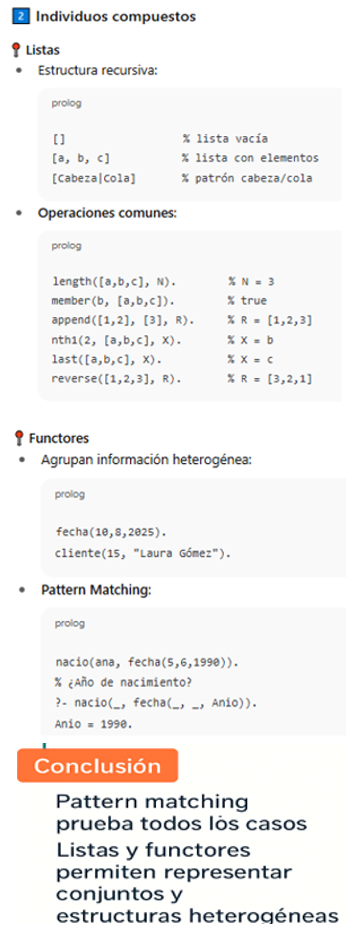 2 Individuos compuestos
Listas
• Estructura recursiva:
prolog
[] % lista vacía
[a, b, c] % lista con elementos
[Cabeza|Cola] % patrón cabeza/cola
• Operaciones comunes:
prolog
length([a,b,c], N). % N = 3
member(b, [a,b,c]). % true
append([1,2], [3], R). % R = [1,2,3]
nth1(2, [a,b,c], X). % X = b
last([a,b,c], X). % X = c
reverse([1,2,3], R). % R = [3,2,1]
Functores
• Agrupan información heterogénea:
prolog
fecha(10,8,2025).
cliente(15, "Laura Gómez").
• Pattern Matching:
prolog
nacio(ana, fecha(5,6,1990)).
% ¿Año de nacimiento?
?- nacio(_, fecha(_, _, Anio)).
Anio = 1990.
Conclusión
Pattern matching
prueba todos los casos
Listas y functores
permiten representar
conjuntos y
estructuras heterogéneas